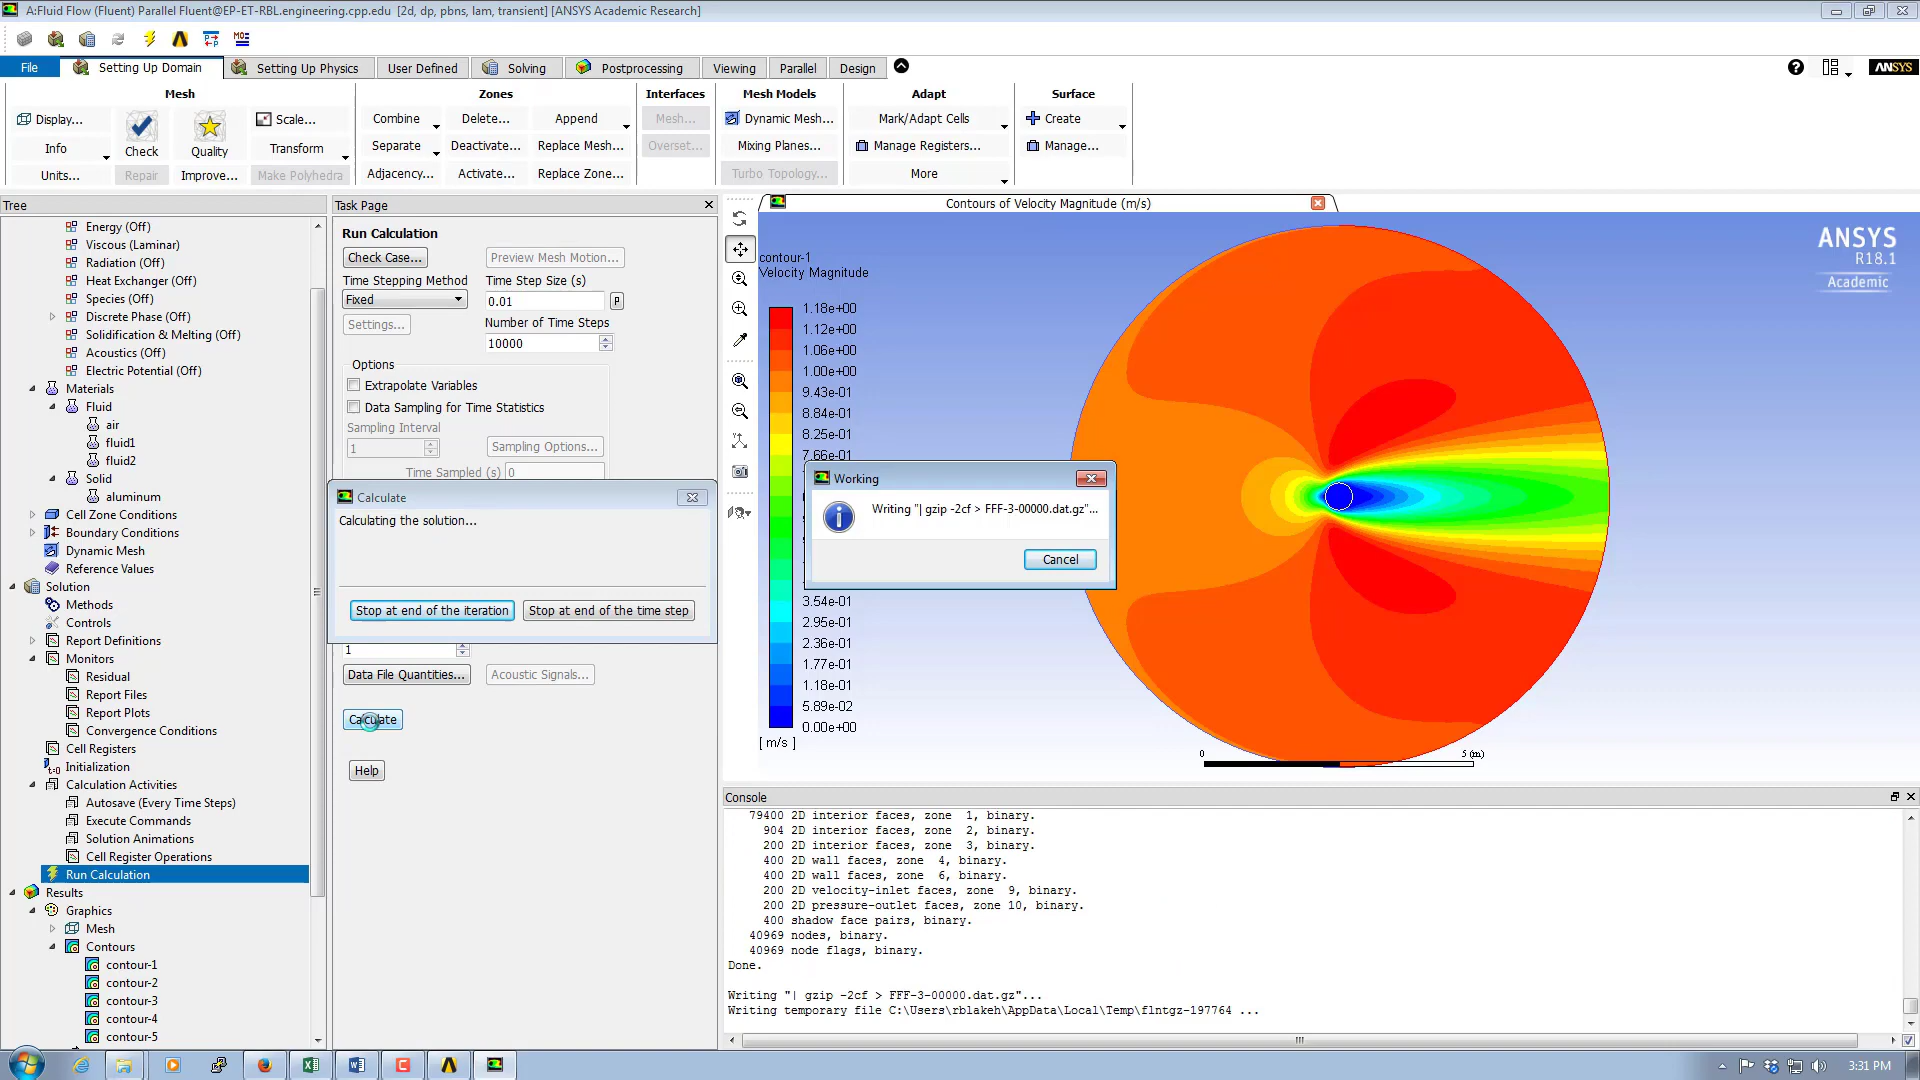 A:Fluid Flow (Fluent) Parallel Fluent@EP-ET-RBL.engineering.cpp.edu [2d, dp, pbns, lam, transient] [ANSYS Academic Research]
File
Setting Up Domain
Setting Up Physics
User Defined
Solving
Postprocessing
Viewing
Parallel
Design
ANSYS
Mesh
Zones
Interfaces
Mesh Models
Adapt
Surface
Display...
Info
Units...
Check
Repair
Quality
Improve...
Scale...
Transform
Make Polyhedra
Combine
Separate
Adjacency...
Delete...
Deactivate...
Activate...
Append
Replace Mesh...
Replace Zone...
Mesh...
Overset...
Dynamic Mesh...
Mixing Planes...
Turbo Topology...
Mark/Adapt Cells
Manage Registers...
More
Create
Manage...
Tree
Energy (Off)
Viscous (Laminar)
Radiation (Off)
Heat Exchanger (Off)
Species (Off)
Discrete Phase (Off)
Solidification & Melting (Off)
Acoustics (Off)
Electric Potential (Off)
Materials
Fluid
air
fluid1
fluid2
Solid
aluminum
Cell Zone Conditions
Boundary Conditions
Dynamic Mesh
Reference Values
Solution
Methods
Controls
Report Definitions
Monitors
Residual
Report Files
Report Plots
Convergence Conditions
Cell Registers
Initialization
Calculation Activities
Autosave (Every Time Steps)
Execute Commands
Solution Animations
Cell Register Operations
Run Calculation
Results
Graphics
Mesh
Contours
contour-1
contour-2
contour-3
contour-4
contour-5
Task Page
Run Calculation
Check Case...
Preview Mesh Motion...
Time Stepping Method
Time Step Size (s)
Fixed
0.01
P
Settings...
Number of Time Steps
10000
Options
Extrapolate Variables
Data Sampling for Time Statistics
Sampling Interval
1
Sampling Options...
Time Sampled (s) 0
Calculate
Calculating the solution...
Stop at end of the iteration
Stop at end of the time step
1
Data File Quantities...
Acoustic Signals...
Calculate
Help
Contours of Velocity Magnitude (m/s)
contour-1
Velocity Magnitude
1.18e+00
1.12e+00
1.06e+00
1.00e+00
9.43e-01
8.84e-01
8.25e-01
7.66e-01
3.54e-01
2.95e-01
2.36e-01
1.77e-01
1.18e-01
5.89e-02
0.00e+00
[ m/s ]
ANSYS
R18.1
Academic
0
5 (m)
Working
Writing "| gzip -2cf > FFF-3-00000.dat.gz"...
Cancel
Console
79400 2D interior faces, zone 1, binary.
904 2D interior faces, zone 2, binary.
200 2D interior faces, zone 3, binary.
400 2D wall faces, zone 4, binary.
400 2D wall faces, zone 6, binary.
200 2D velocity-inlet faces, zone 9, binary.
200 2D pressure-outlet faces, zone 10, binary.
400 shadow face pairs, binary.
40969 nodes, binary.
40969 node flags, binary.
Done.
Writing "| gzip -2cf > FFF-3-00000.dat.gz"...
Writing temporary file C:\Users\rblakeh\AppData\Local\Temp\flntgz-197764 ...
3:31 PM